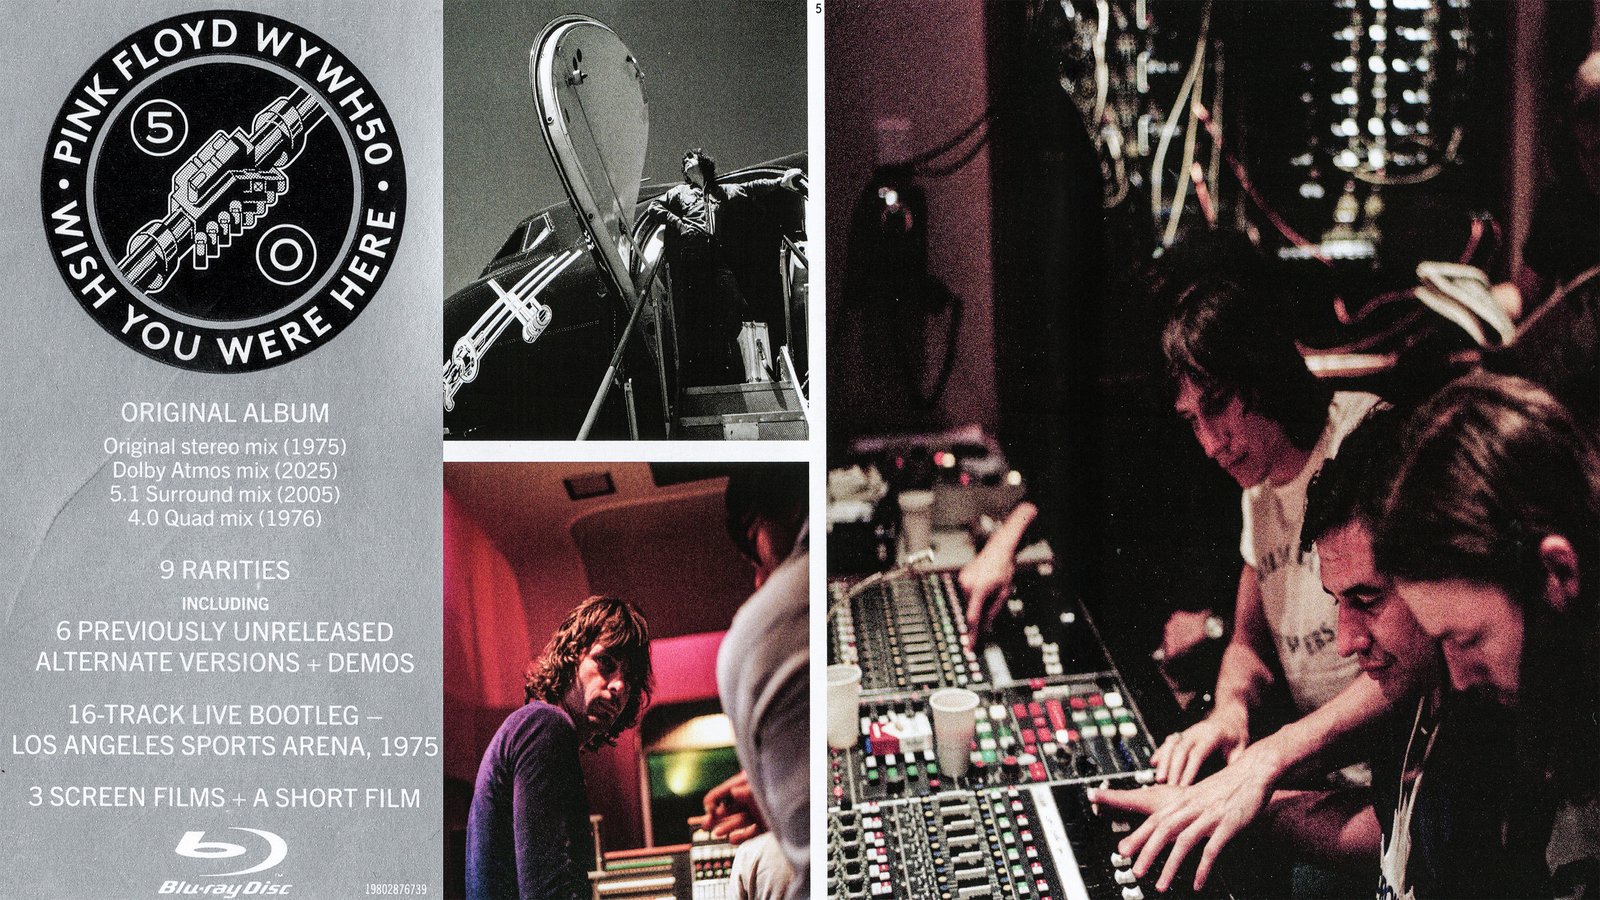 PINK FLOYD WYWH50
5
0
• WISH YOU WERE HERE •
ORIGINAL ALBUM
Original stereo mix (1975)
Dolby Atmos mix (2025)
5.1 Surround mix (2005)
4.0 Quad mix (1976)
9 RARITIES
INCLUDING
6 PREVIOUSLY UNRELEASED
ALTERNATE VERSIONS + DEMOS
16-TRACK LIVE BOOTLEG –
LOS ANGELES SPORTS ARENA, 1975
3 SCREEN FILMS + A SHORT FILM
Blu-ray Disc™
19802876739
5